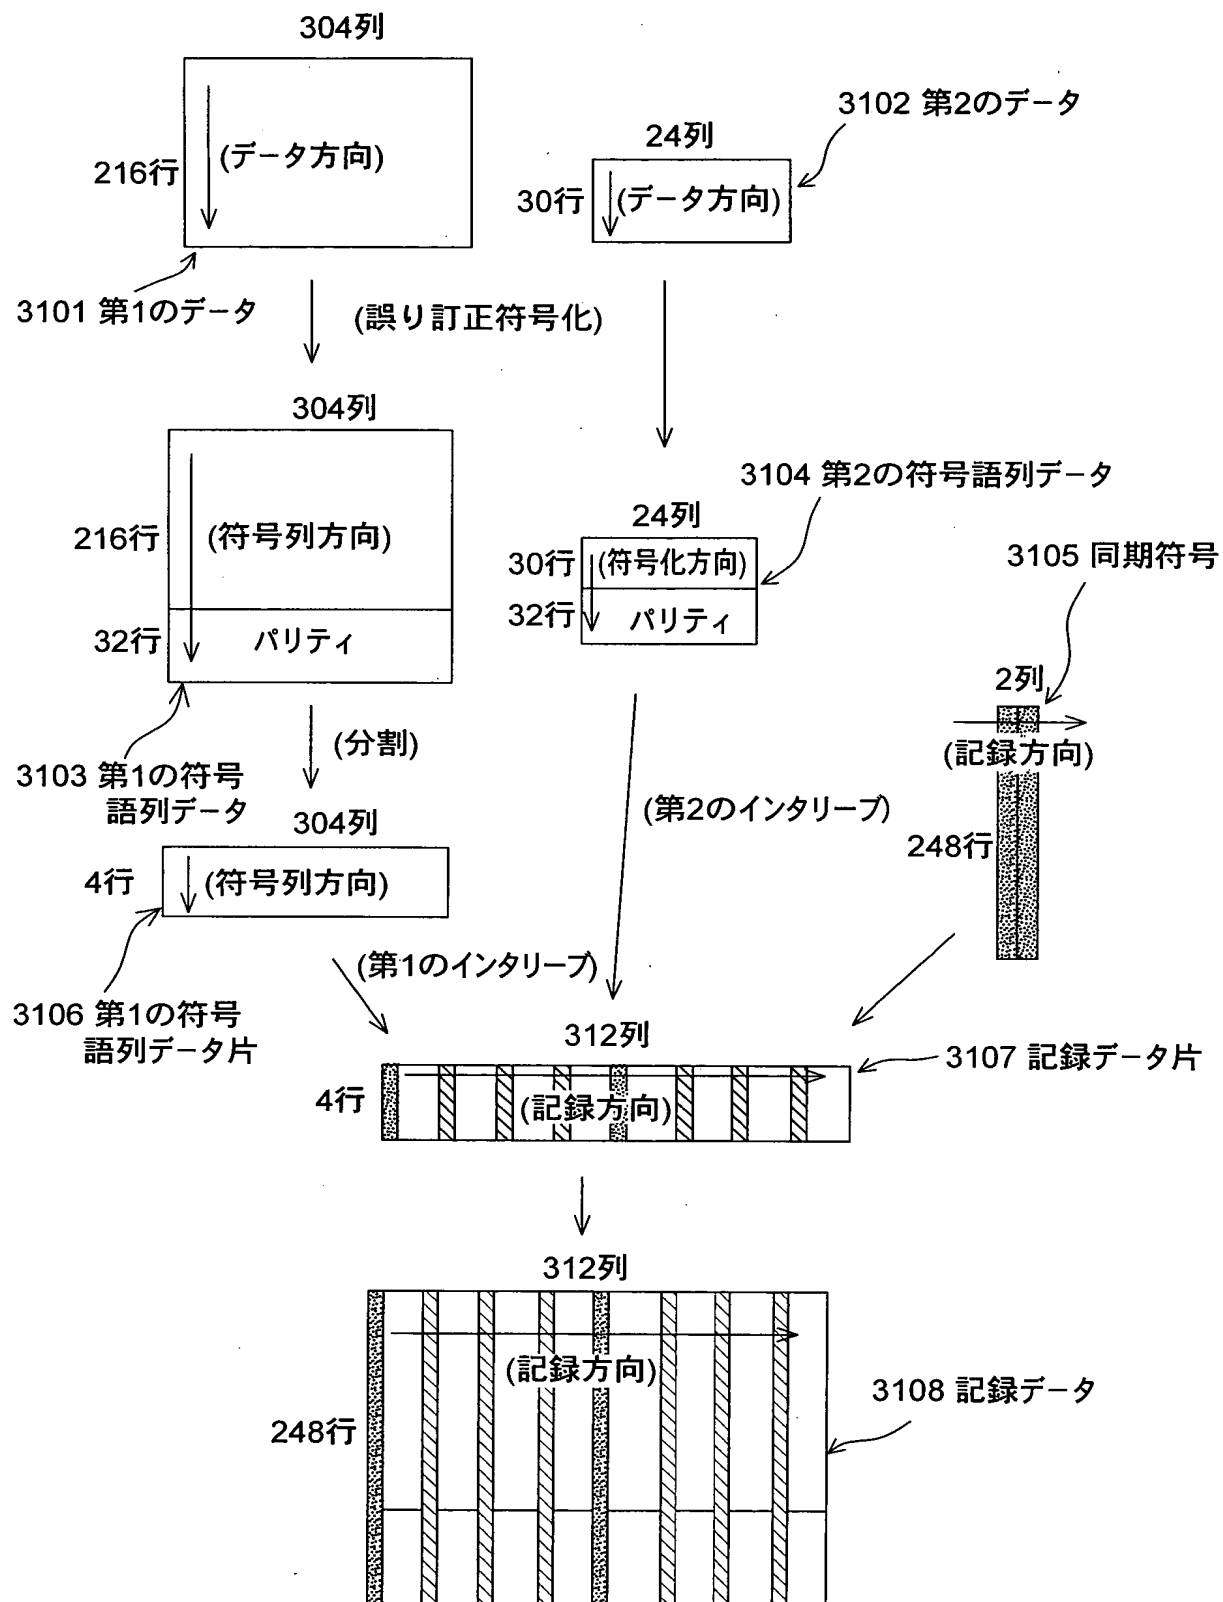 304列
216行
(データ方向)
3101 第1のデータ
3102 第2のデータ
24列
30行
(データ方向)
(誤り訂正符号化)
304列
216行
(符号列方向)
32行
パリティ
3103 第1の符号
語列データ
3104 第2の符号語列データ
24列
30行
(符号化方向)
32行
パリティ
3105 同期符号
2列
(記録方向)
248行
(分割)
304列
4行
(符号列方向)
3106 第1の符号
語列データ片
(第1のインタリーブ)
(第2のインタリーブ)
312列
4行
(記録方向)
3107 記録データ片
312列
(記録方向)
248行
3108 記録データ